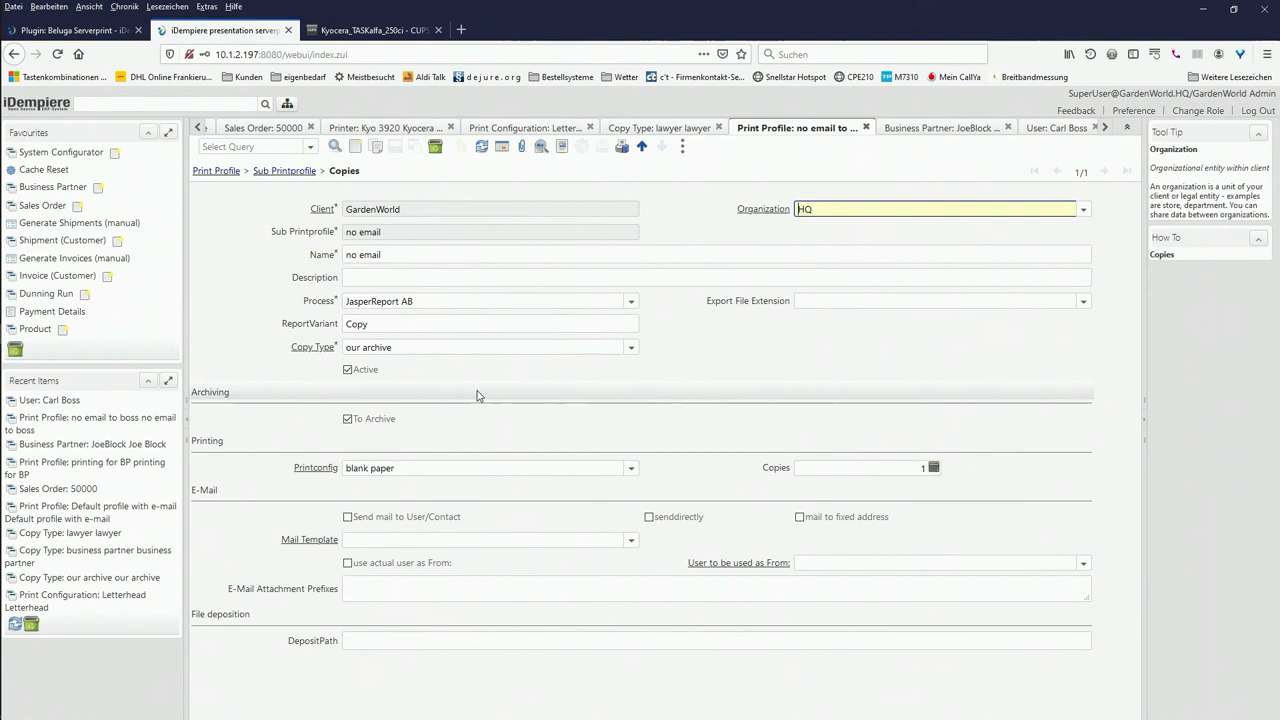 Datei Bearbeiten Ansicht Chronik Lesezeichen Extras Hilfe
Plugin: Beluga Serverprint - iDe
iDempiere presentation serverp
Kyocera_TASKalfa_250ci - CUPS
10.1.2.197:8080/webui/index.zul
Suchen
Tastenkombinationen ...
DHL Online Frankieru...
Kunden
eigenbedarf
Meistbesucht
Aldi Talk
d e j u r e . o r g
Bestellsysteme
Wetter
c't - Firmenkontakt-Se...
Snellstar Hotspot
CPE210
M7310
Mein CallYa
Breitbandmessung
Weitere Lesezeichen
iDempiere
SuperUser@GardenWorld.HQ/GardenWorld Admin
Feedback Preference Change Role Log Out
Favourites
System Configurator
Cache Reset
Business Partner
Sales Order
Generate Shipments (manual)
Shipment (Customer)
Generate Invoices (manual)
Invoice (Customer)
Dunning Run
Payment Details
Product
Recent Items
User: Carl Boss
Print Profile: no email to boss no email
to boss
Business Partner: JoeBlock Joe Block
Print Profile: printing for BP printing
for BP
Sales Order: 50000
Print Profile: Default profile with e-mail
Default profile with e-mail
Copy Type: lawyer lawyer
Copy Type: business partner business
partner
Copy Type: our archive our archive
Print Configuration: Letterhead
Letterhead
Sales Order: 50000
Printer: Kyo 3920 Kyocera ...
Print Configuration: Letter...
Copy Type: lawyer lawyer
Print Profile: no email to ...
Business Partner: JoeBlock ...
User: Carl Boss
Select Query
Print Profile > Sub Printprofile > Copies
1/1
Client* GardenWorld
Organization HQ
Sub Printprofile* no email
Name* no email
Description
Process* JasperReport AB
Export File Extension
ReportVariant Copy
Copy Type* our archive
Active
Archiving
To Archive
Printing
Printconfig blank paper
Copies 1
E-Mail
Send mail to User/Contact
senddirectly
mail to fixed address
Mail Template
use actual user as From:
User to be used as From:
E-Mail Attachment Prefixes
File deposition
DepositPath
Tool Tip
Organization
Organizational entity within client
An organization is a unit of your
client or legal entity - examples
are store, department. You can
share data between organizations.
How To
Copies